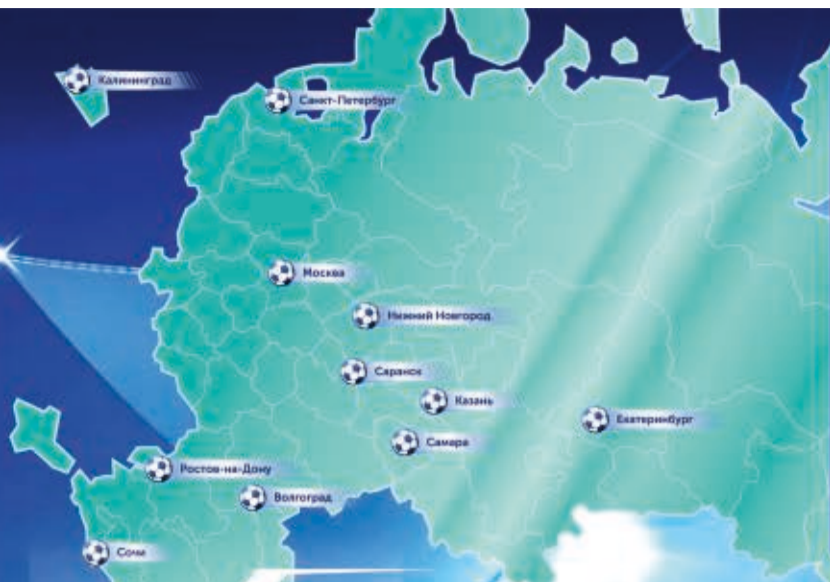 Калининград
Санкт-Петербург
Москва
Нижний Новгород
Саранск
Казань
Екатеринбург
Самара
Ростов-на-Дону
Волгоград
Сочи